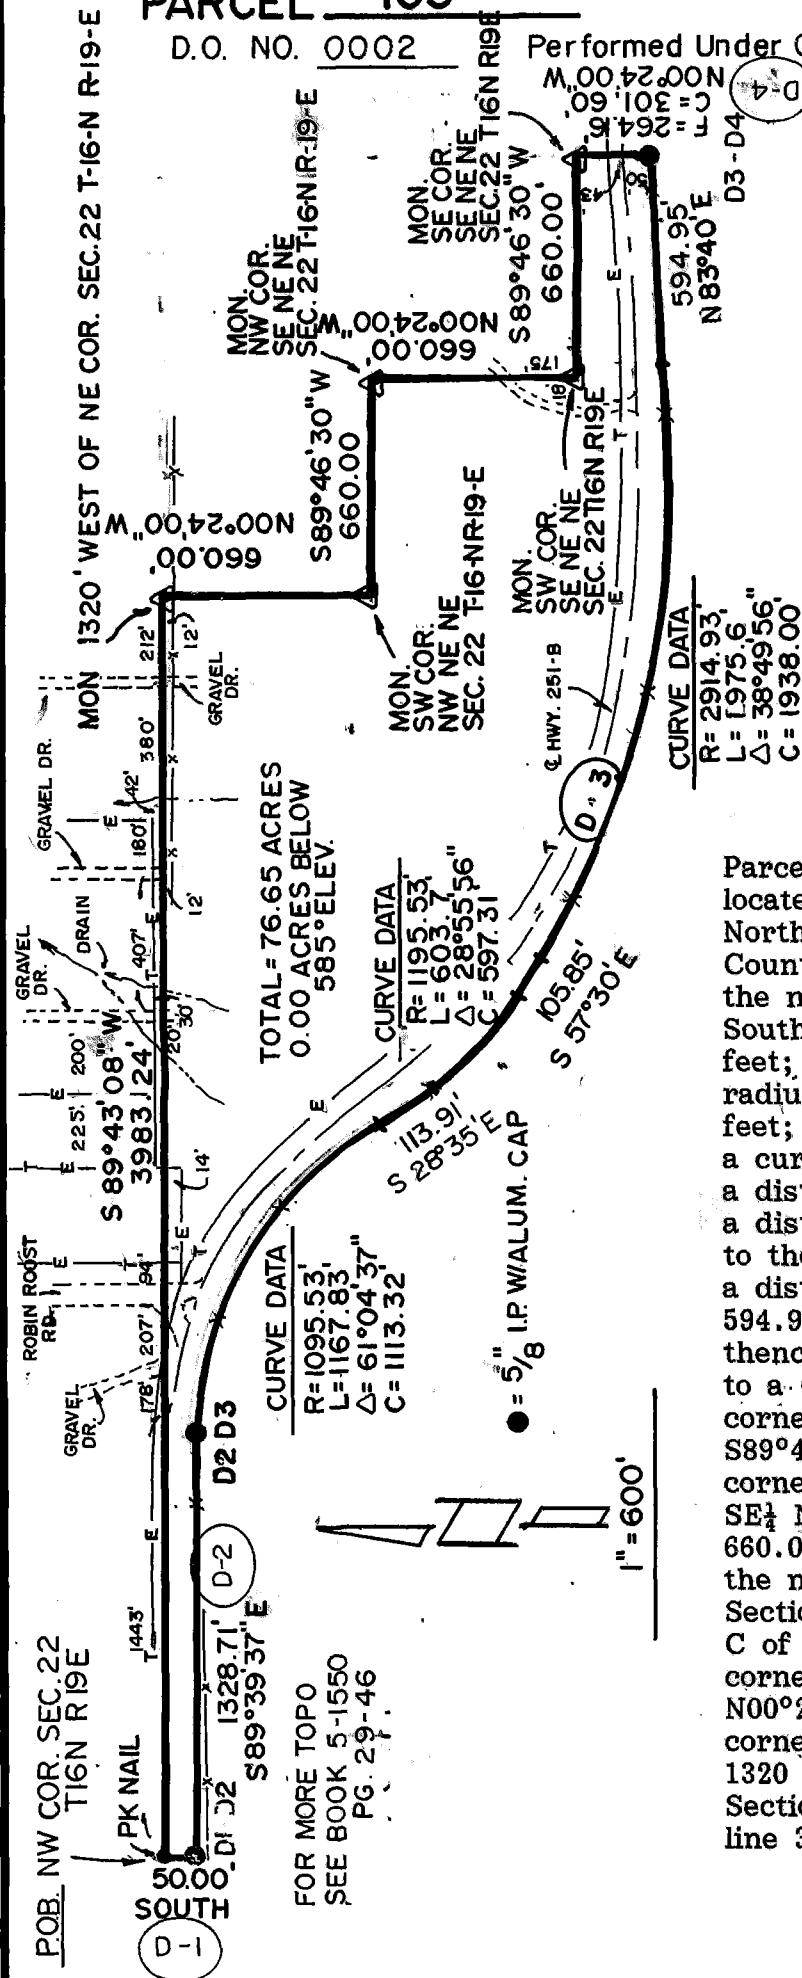 PARCEL
D.O. NO. 0002
Performed Under
P.O.B. NW COR. SEC. 22
T16N R19E
PK NAIL
50.00
SOUTH
D-1
D1 D2
1328.71'
S89°39'37" E
D-2
D2 D3
FOR MORE TOPO
SEE BOOK 5-1550
PG. 29-46
1443'
T
E
GRAVEL
DR.
178'
207'
94'
ROBIN ROOST
RD.
T
E
14'
225'
200'
S 89°43'08" W
3983.124'
GRAVEL
DR.
DRAIN
20'
30'
407'
12'
GRAVEL DR.
180'
42'
380'
212'
12'
GRAVEL
DR.
MON 1320' WEST OF NE COR. SEC. 22 T-16-N R-19-E
N00°24'00" W
660.00'
MON.
SW COR.
NW NE NE
SEC. 22 T-16-N R-19-E
S89°46'30" W
660.00
MON.
NW COR.
SE NE NE
SEC. 22 T-16-N R-19-E
N00°24'00" W
660.00'
175'
18'
MON.
SW COR.
SE NE NE
SEC. 22 T16N R19E
S89°46'30" W
660.00'
MON.
SE COR.
SE NE NE
SEC. 22 T16N R19E
N00°24'00" W
C = 301.60'
D-4
43'
50'
D3-D4
594.95'
N 83°40' E
TOTAL = 76.65 ACRES
0.00 ACRES BELOW
585° ELEV.
CURVE DATA
R = 1095.53'
L = 1167.83'
Δ = 61°04'37"
C = 1113.32'
113.91'
S 28°35' E
CURVE DATA
R = 1195.53'
L = 603.7'
Δ = 28°55'56"
C = 597.31'
105.85'
S 57°30' E
℄ HWY. 251-B
D-3
CURVE DATA
R = 2914.93'
L = 1975.6'
Δ = 38°49'56"
C = 1938.00'
● = 5/8" I.P. W/ALUM. CAP
1" = 600'
Parce
locate
North
Coun
the m
South
feet;
radiu
feet;
a cur
a dist
a dist
to the
a dist
594.9
thenc
to a
corne
S89°4
corne
SE¼ N
660.0
the n
Sectio
C of
corne
N00°2
corne
1320
Sectio
line 3